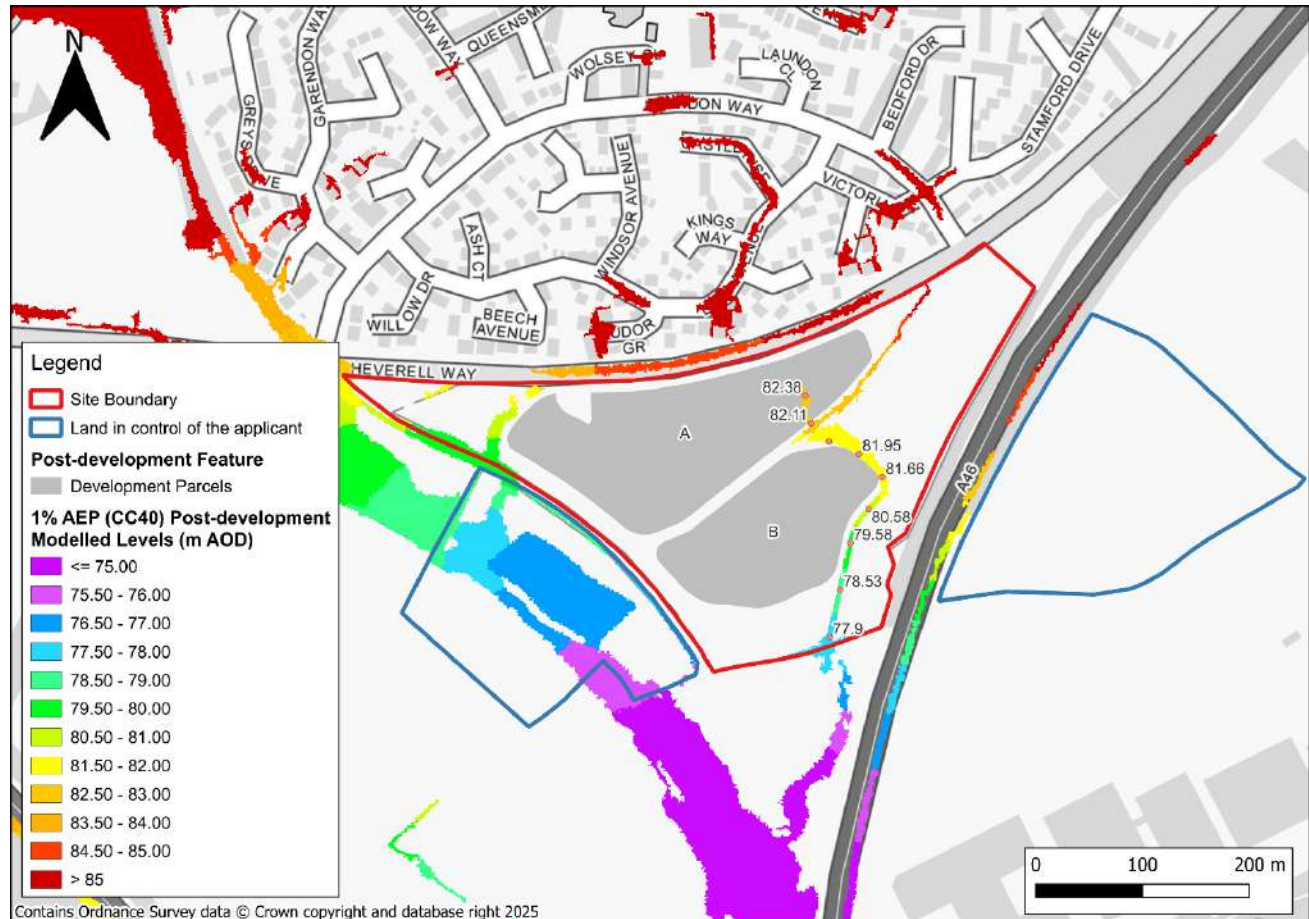 N
GARENDON WAY
QUEENSME
GREYS DRIVE
WOLSEY
LAUNDON
CL
BEDFORD DR
STAMFORD DRIVE
DON WAY
VICTORI
KINGS
WAY
WINDSOR AVENUE
ASH CT
WILLOW DR
BEECH
AVENUE
UDOR
GR
HEVERELL WAY
A46
A
B
82.38
82.11
81.95
81.66
80.58
79.58
78.53
77.9
Legend
Site Boundary
Land in control of the applicant
Post-development Feature
Development Parcels
1% AEP (CC40) Post-development
Modelled Levels (m AOD)
<= 75.00
75.50 - 76.00
76.50 - 77.00
77.50 - 78.00
78.50 - 79.00
79.50 - 80.00
80.50 - 81.00
81.50 - 82.00
82.50 - 83.00
83.50 - 84.00
84.50 - 85.00
> 85
0 100 200 m
Contains Ordnance Survey data © Crown copyright and database right 2025